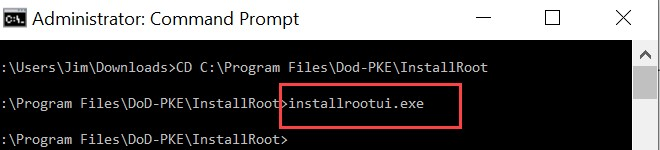 Administrator: Command Prompt
:\Users\Jim\Downloads>CD C:\Program Files\Dod-PKE\InstallRoot
:\Program Files\DoD-PKE\InstallRoot>installrootui.exe
:\Program Files\DoD-PKE\InstallRoot>